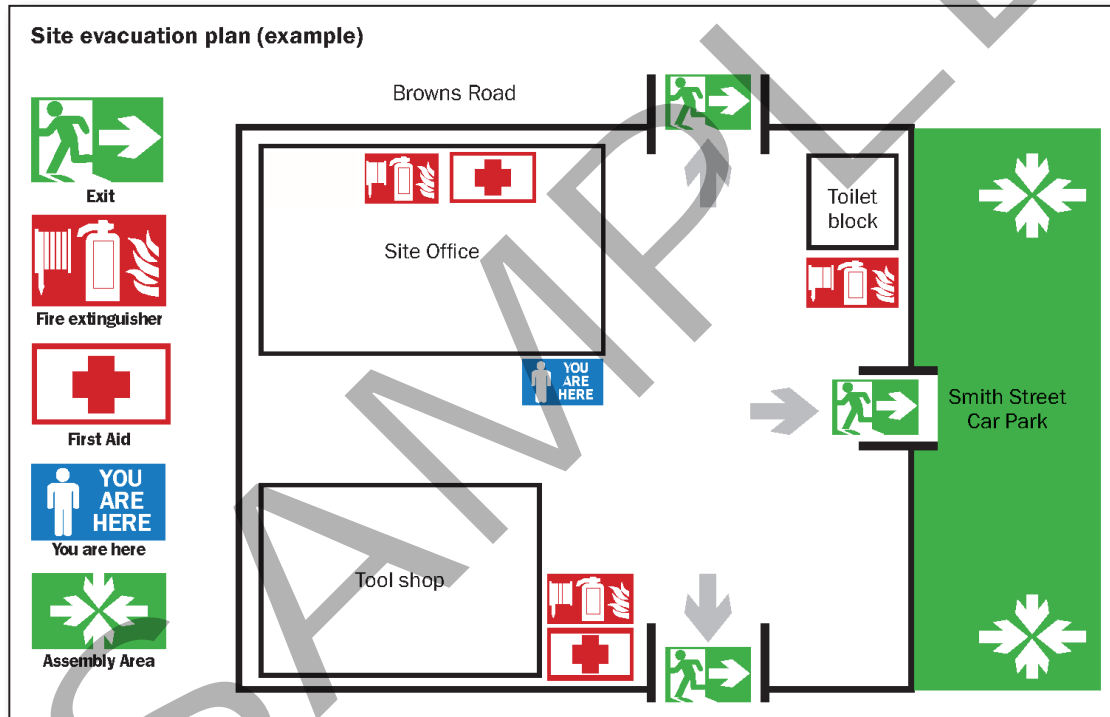 Site evacuation plan (example)
Exit
Fire extinguisher
First Aid
YOU
ARE
HERE
You are here
Assembly Area
Browns Road
Site Office
Toilet
block
YOU
ARE
HERE
Smith Street
Car Park
Tool shop
SAMPLE